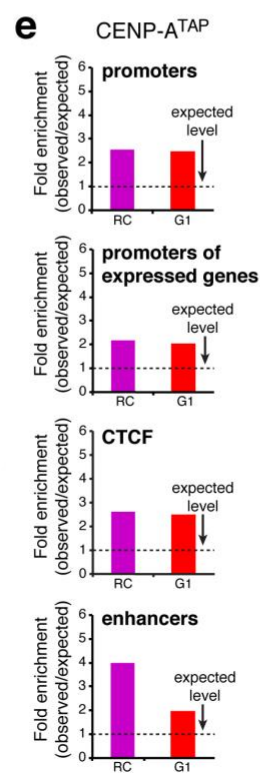 e
CENP-ATAP
promoters
Fold enrichment
(observed/expected)
6
5
4
3
2
1
0
expected
level
RC G1
promoters of
expressed genes
Fold enrichment
(observed/expected)
6
5
4
3
2
1
0
expected
level
RC G1
CTCF
Fold enrichment
(observed/expected)
6
5
4
3
2
1
0
expected
level
RC G1
enhancers
Fold enrichment
(observed/expected)
6
5
4
3
2
1
0
expected
level
RC G1